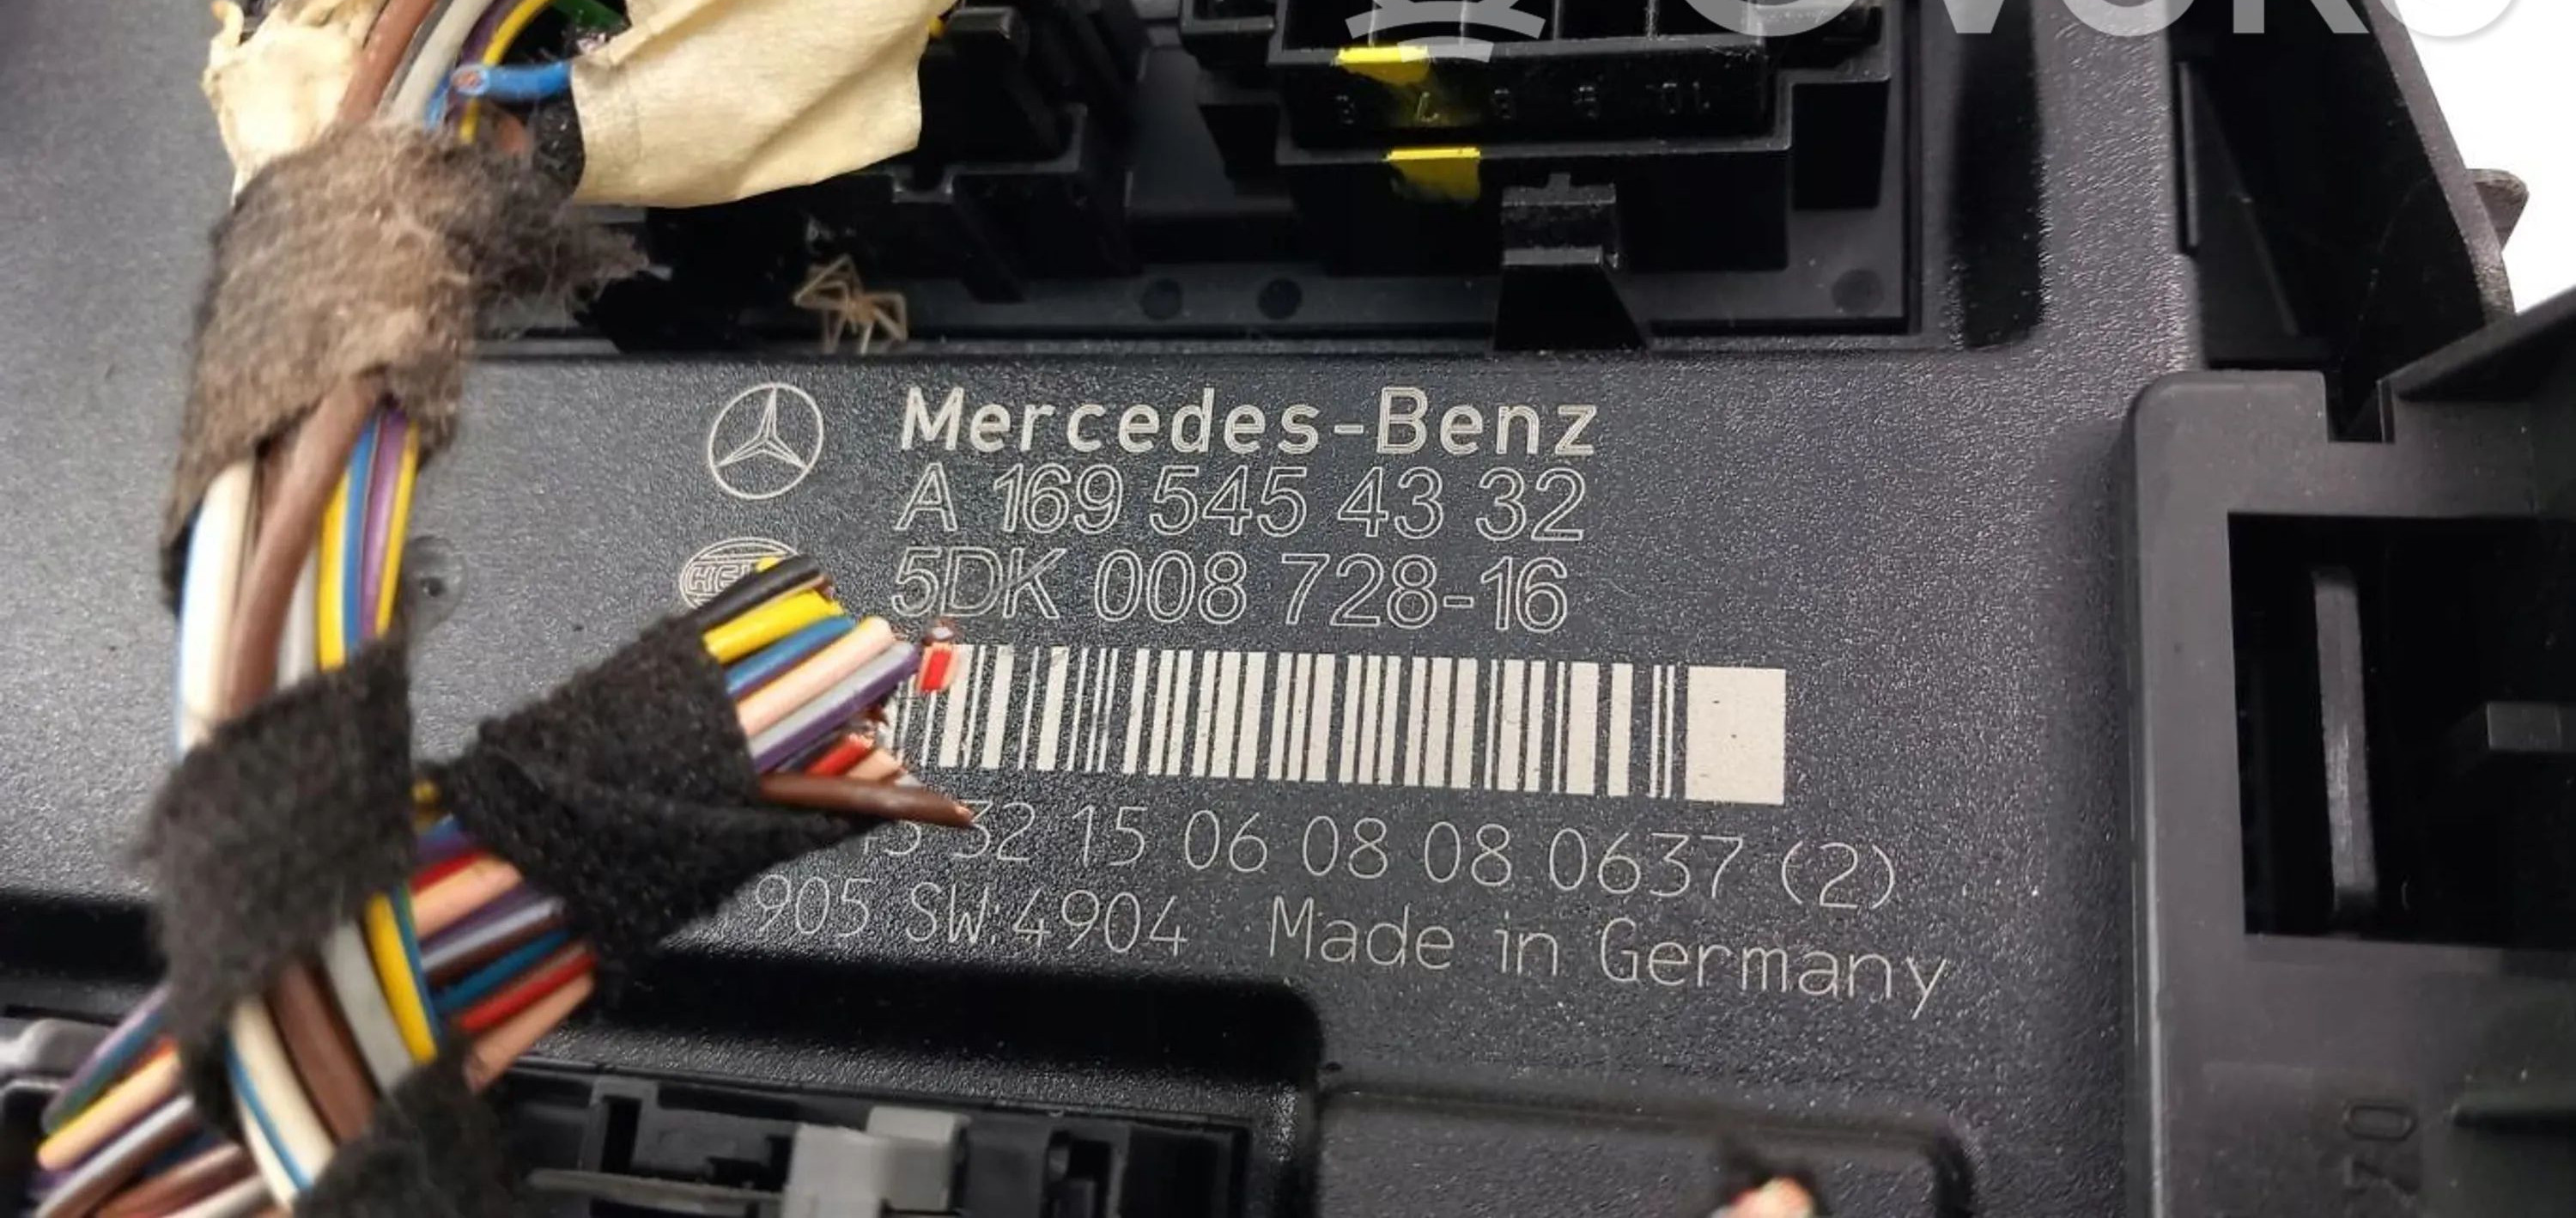 Mercedes-Benz
A 169 545 43 32
5DK 008 728-16
32 15 06 08 08 0637 (2)
905 SW:4904 Made in Germany